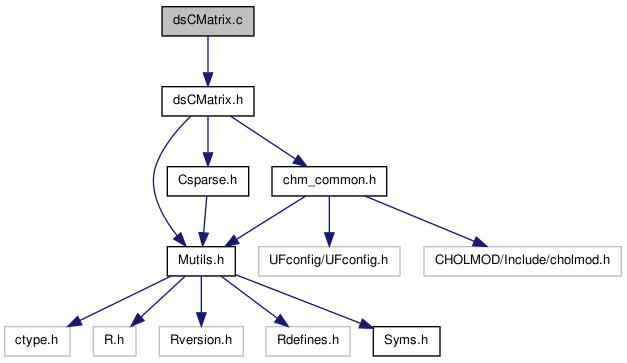 dsCMatrix.c
dsCMatrix.h
Csparse.h
chm_common.h
Mutils.h
UFconfig/UFconfig.h
CHOLMOD/Include/cholmod.h
ctype.h
R.h
Rversion.h
Rdefines.h
Syms.h